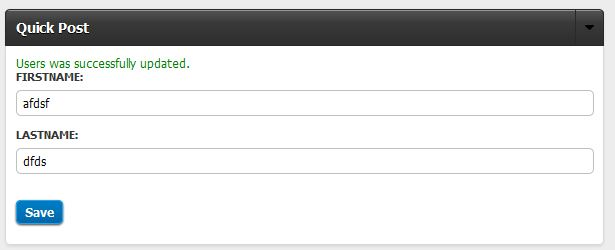 Quick Post
Users was successfully updated.
FIRSTNAME:
afdsf
LASTNAME:
dfds
Save